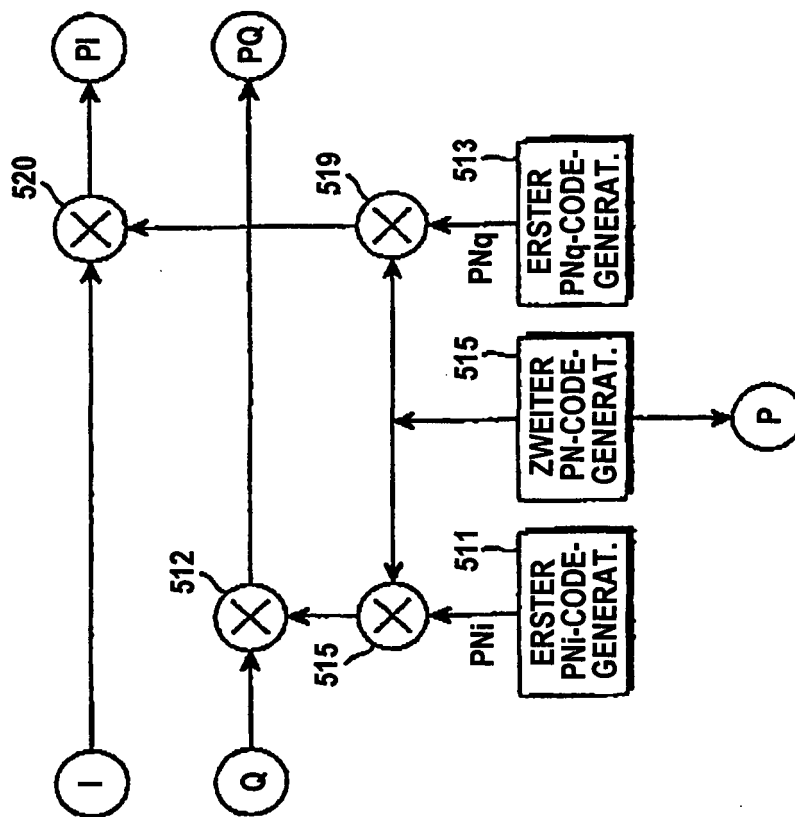 I
520
PI
Q
512
PQ
515
519
PNi
511
515
PNq
513
ERSTER
PNi-CODE-
GENERAT.
ZWEITER
PN-CODE-
GENERAT.
ERSTER
PNq-CODE-
GENERAT.
P